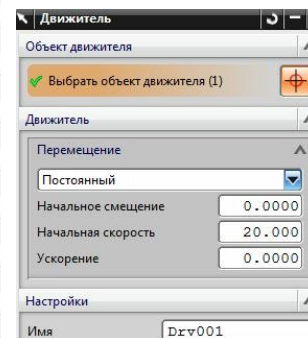 Движитель
Объект движителя
Выбрать объект движителя (1)
Движитель
Перемещение
Постоянный
Начальное смещение 0.0000
Начальная скорость 20.000
Ускорение 0.0000
Настройки
Имя Drv001